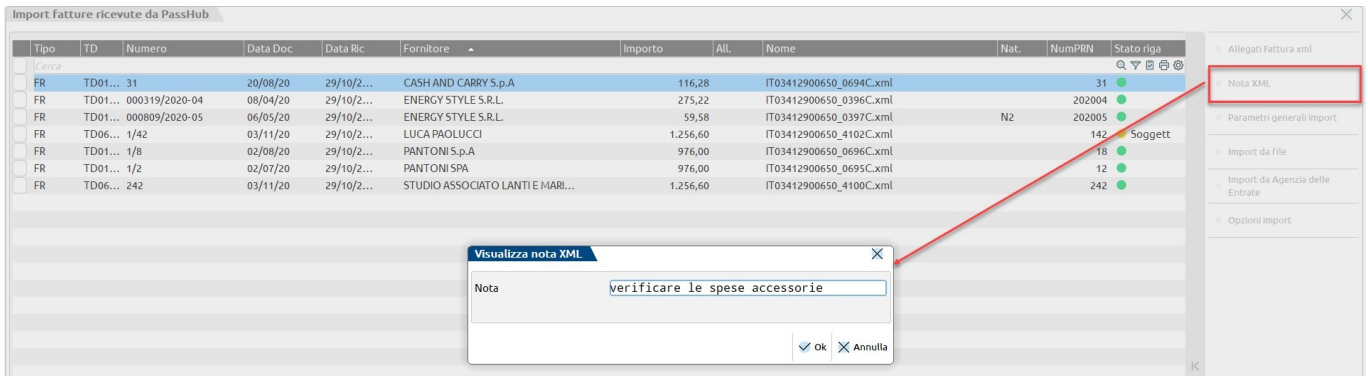 Import fatture ricevute da PassHub
Tipo TD Numero Data Doc Data Ric Fornitore Importo All. Nome Nat. NumPRN Stato riga
Cerca
FR TD01... 31 20/08/20 29/10/2... CASH AND CARRY S.p.A 116,28 IT03412900650_0694C.xml 31
FR TD01... 000319/2020-04 08/04/20 29/10/2... ENERGY STYLE S.R.L. 275,22 IT03412900650_0396C.xml 202004
FR TD01... 000809/2020-05 06/05/20 29/10/2... ENERGY STYLE S.R.L. 59,58 IT03412900650_0397C.xml N2 202005
FR TD06... 1/42 03/11/20 29/10/2... LUCA PAOLUCCI 1.256,60 IT03412900650_4102C.xml 142 Soggett
FR TD01... 1/8 02/08/20 29/10/2... PANTONI S.p.A 976,00 IT03412900650_0696C.xml 18
FR TD01... 1/2 02/07/20 29/10/2... PANTONI SPA 976,00 IT03412900650_0695C.xml 12
FR TD06... 242 03/11/20 29/10/2... STUDIO ASSOCIATO LANTI E MARI... 1.256,60 IT03412900650_4100C.xml 242
Allegati Fattura xml
Nota XML
Parametri generali import
Import da file
Import da Agenzia delle
Entrate
Opzioni import
Visualizza nota XML
Nota verificare le spese accessorie
Ok Annulla